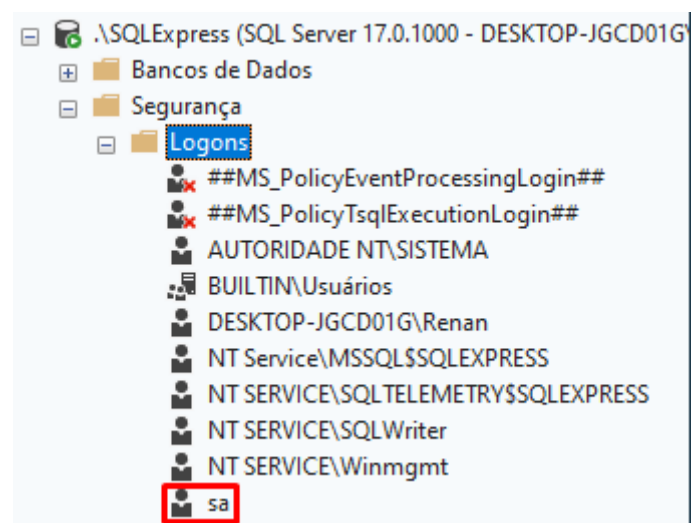 .\SQLExpress (SQL Server 17.0.1000 - DESKTOP-JGCD01G\
Bancos de Dados
Segurança
Logons
##MS_PolicyEventProcessingLogin##
##MS_PolicyTsqlExecutionLogin##
AUTORIDADE NT\SISTEMA
BUILTIN\Usuários
DESKTOP-JGCD01G\Renan
NT Service\MSSQL$SQLEXPRESS
NT SERVICE\SQLTELEMETRY$SQLEXPRESS
NT SERVICE\SQLWriter
NT SERVICE\Winmgmt
sa